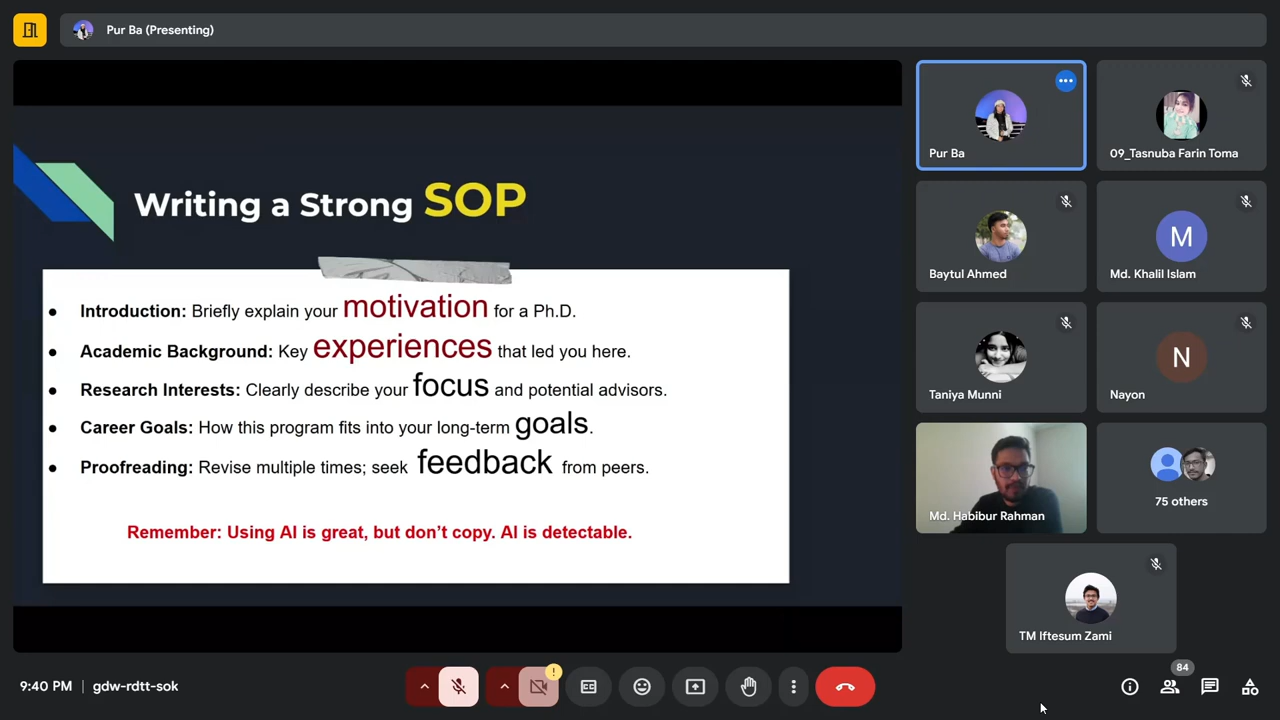 Pur Ba (Presenting)
Writing a Strong SOP
● Introduction: Briefly explain your motivation for a Ph.D.
● Academic Background: Key experiences that led you here.
● Research Interests: Clearly describe your focus and potential advisors.
● Career Goals: How this program fits into your long-term goals.
● Proofreading: Revise multiple times; seek feedback from peers.
Remember: Using AI is great, but don’t copy. AI is detectable.
Pur Ba
09_Tasnuba Farin Toma
Baytul Ahmed
M
Md. Khalil Islam
Taniya Munni
N
Nayon
Md. Habibur Rahman
75 others
TM Iftesum Zami
9:40 PM | gdw-rdtt-sok
!
84